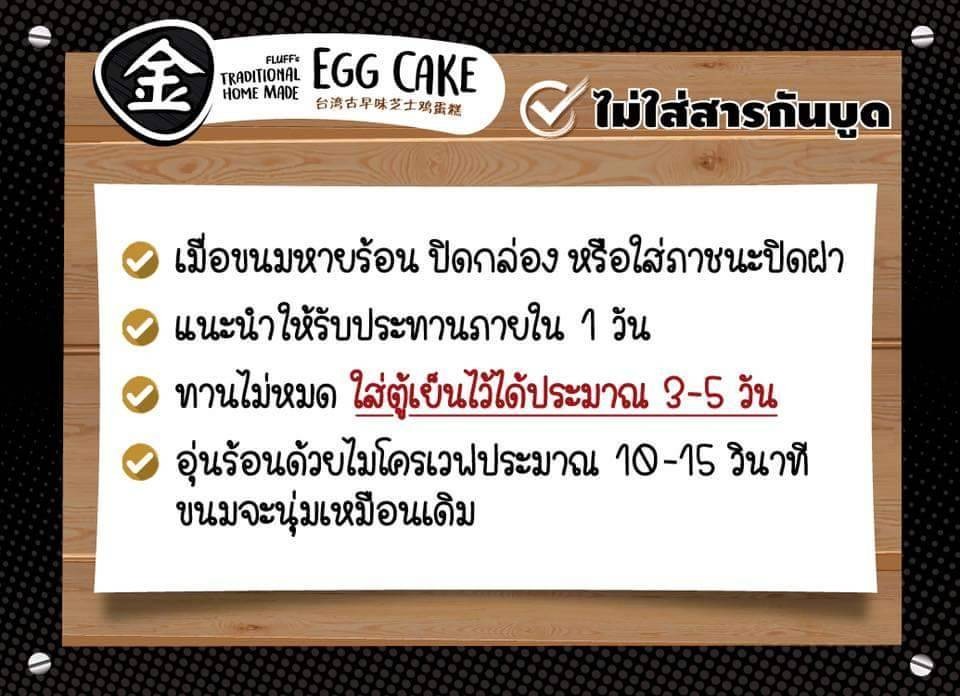 金
FLUFF's
TRADITIONAL
HOME MADE
EGG CAKE
台湾古早味芝士鸡蛋糕
ไม่ใส่สารกันบูด
เมื่อขนมหายร้อน ปิดกล่อง หรือใส่ภาชนะปิดฝา
แนะนำให้รับประทานภายใน 1 วัน
ทานไม่หมด ใส่ตู้เย็นไว้ได้ประมาณ 3-5 วัน
อุ่นร้อนด้วยไมโครเวฟประมาณ 10-15 วินาที
ขนมจะนุ่มเหมือนเดิม